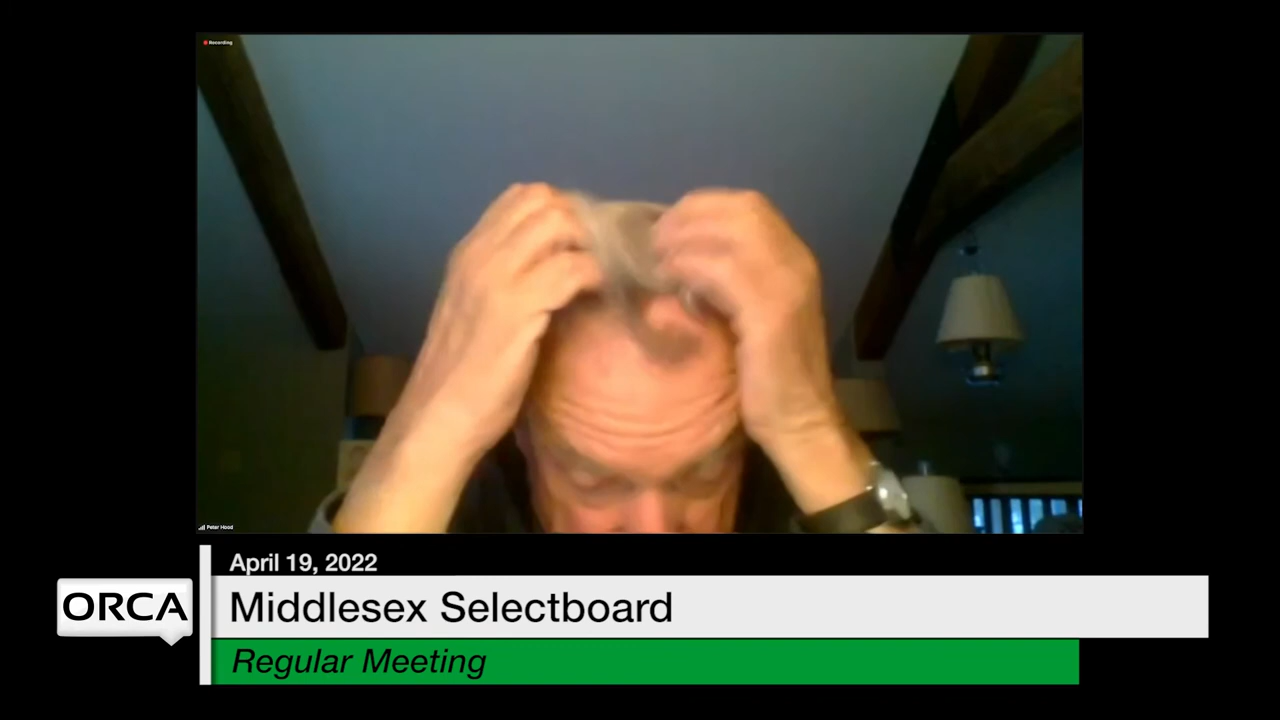 Recording
Peter Hood
April 19, 2022
ORCA
Middlesex Selectboard
Regular Meeting